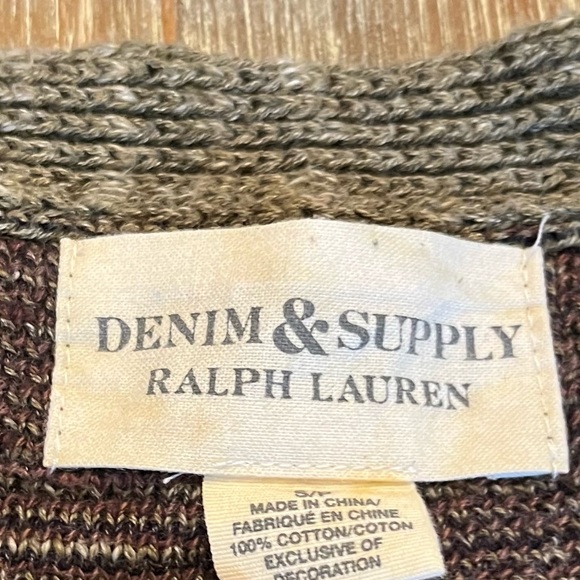 DENIM & SUPPLY
RALPH LAUREN
S/P
MADE IN CHINA/
FABRIQUÉ EN CHINE
100% COTTON/COTON
EXCLUSIVE OF
DECORATION